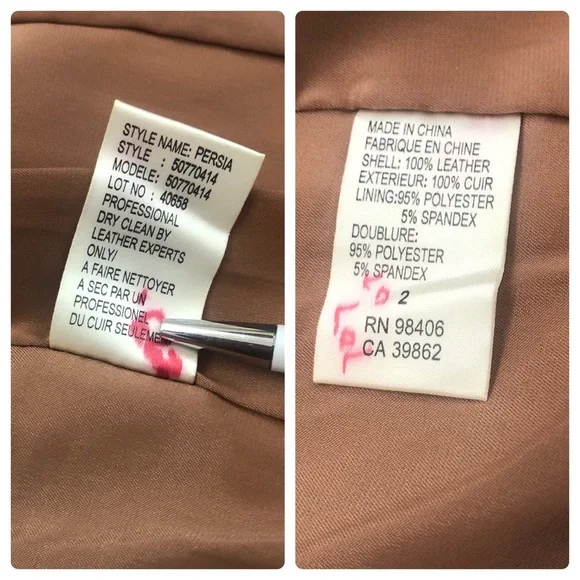 STYLE NAME: PERSIA
STYLE : 50770414
MODELE: 50770414
LOT NO : 40658
PROFESSIONAL
DRY CLEAN BY
LEATHER EXPERTS
ONLY/
A FAIRE NETTOYER
A SEC PAR UN
PROFESSIONEL
DU CUIR SEULEMENT
MADE IN CHINA
FABRIQUE EN CHINE
SHELL: 100% LEATHER
EXTERIEUR: 100% CUIR
LINING:95% POLYESTER
5% SPANDEX
DOUBLURE:
95% POLYESTER
5% SPANDEX
2
RN 98406
CA 39862